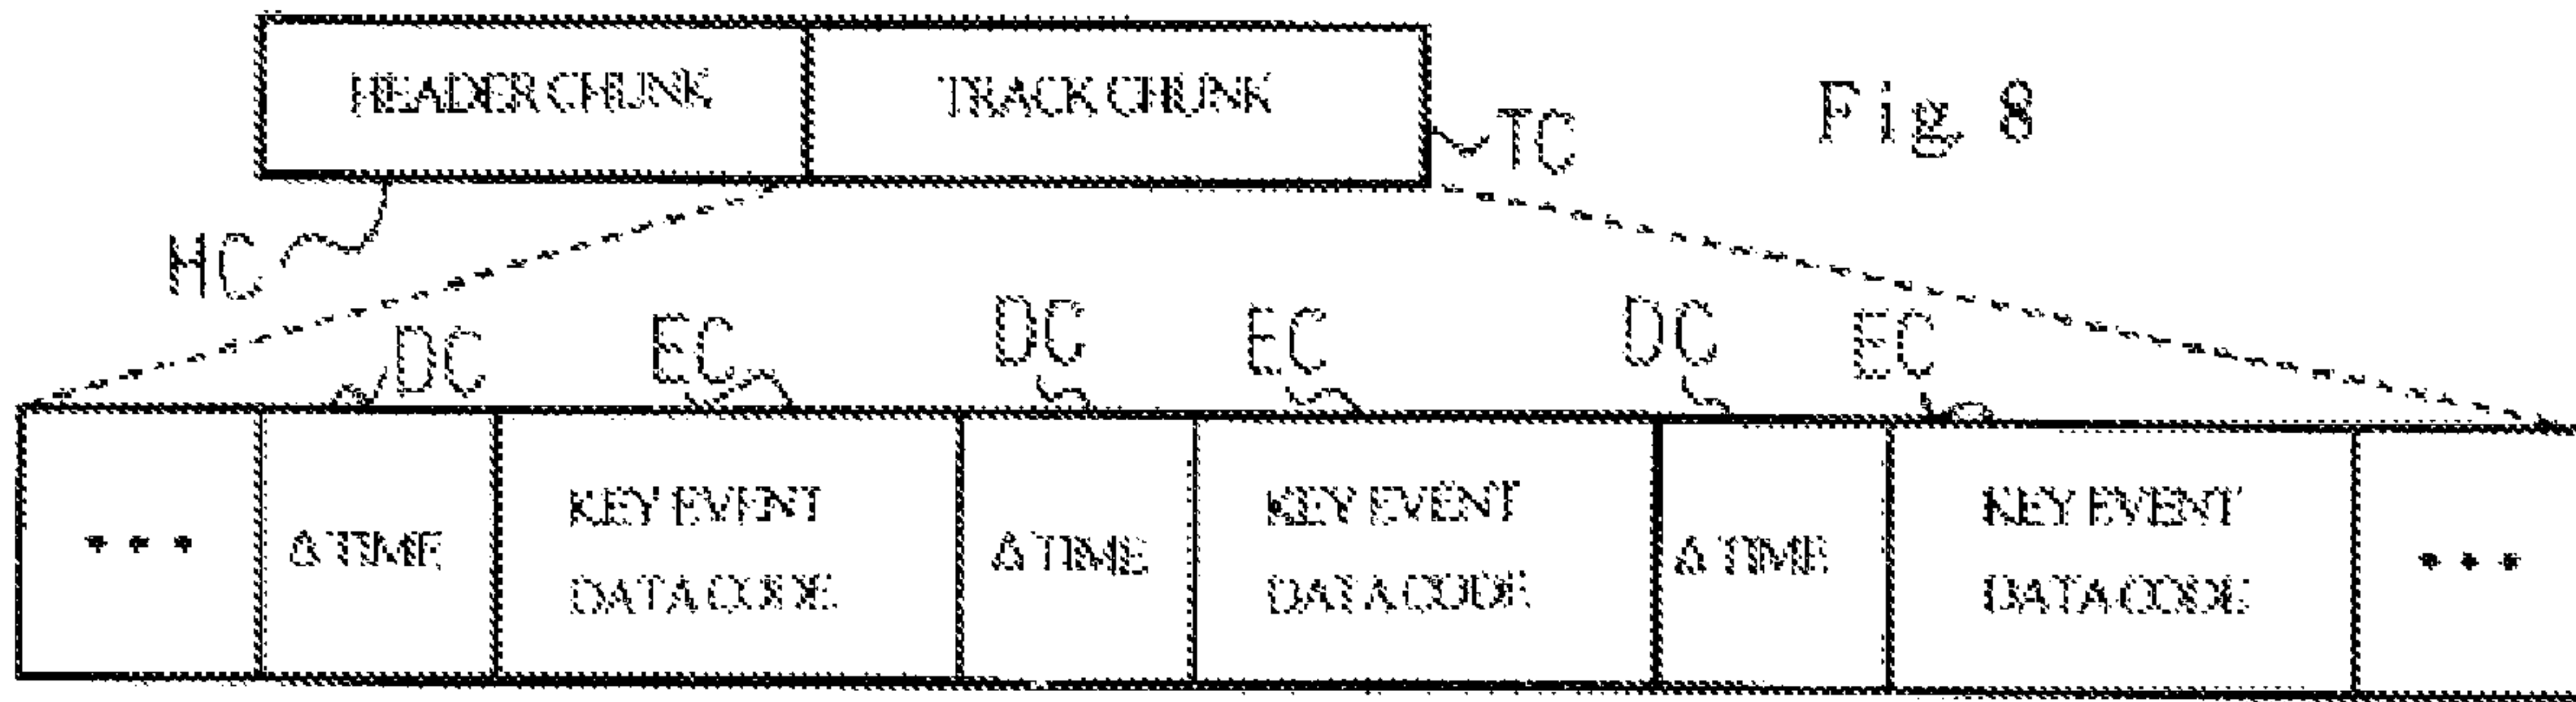 HEADER CHUNK TRACK CHUNK
Fig. 8
TC
HC
DC EC DC EC DC EC
••• Δ TIME KEY EVENT DATA CODE Δ TIME KEY EVENT DATA CODE Δ TIME KEY EVENT DATA CODE •••